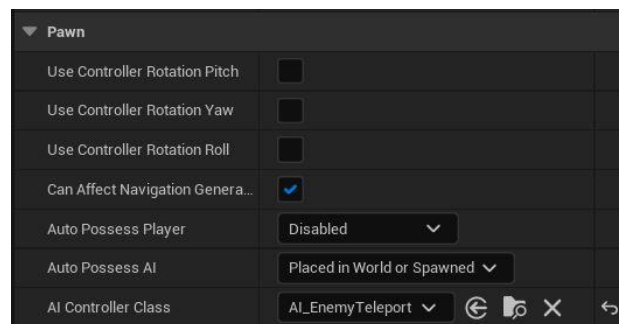 Pawn
Use Controller Rotation Pitch
Use Controller Rotation Yaw
Use Controller Rotation Roll
Can Affect Navigation Genera...
Auto Possess Player Disabled
Auto Possess AI Placed in World or Spawned
AI Controller Class AI_EnemyTeleport